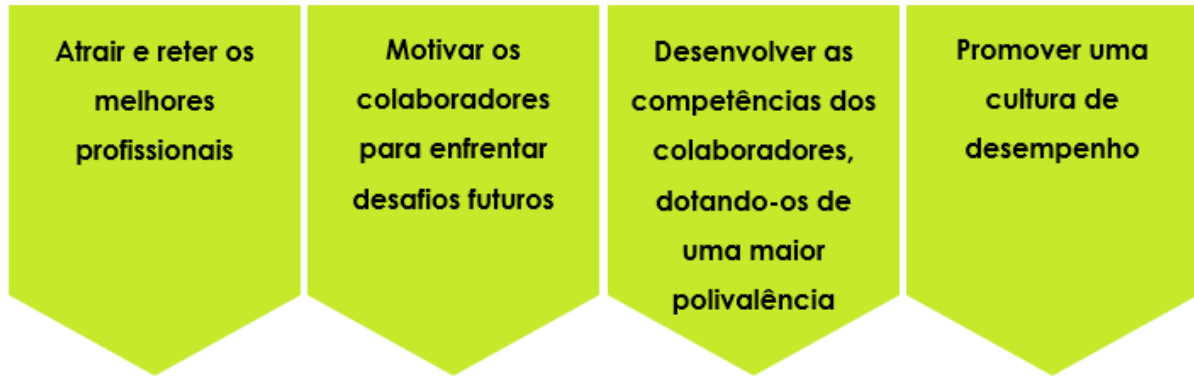 Atrair e reter os
melhores
profissionais
Motivar os
colaboradores
para enfrentar
desafios futuros
Desenvolver as
competências dos
colaboradores,
dotando-os de
uma maior
polivalência
Promover uma
cultura de
desempenho